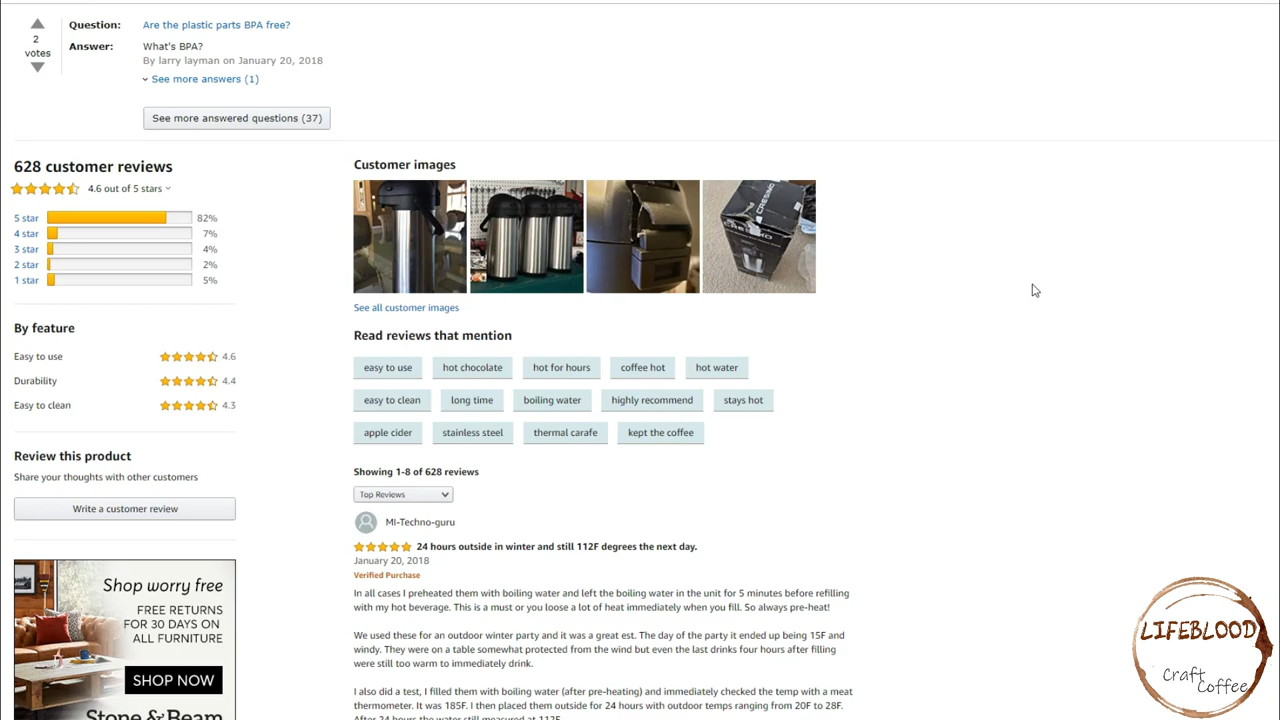 Question: Are the plastic parts BPA free?
2
votes
Answer: What's BPA?
By larry layman on January 20, 2018
See more answers (1)
See more answered questions (37)
628 customer reviews
4.6 out of 5 stars
5 star 82%
4 star 7%
3 star 4%
2 star 2%
1 star 5%
By feature
Easy to use 4.6
Durability 4.4
Easy to clean 4.3
Review this product
Share your thoughts with other customers
Write a customer review
Shop worry free
FREE RETURNS
FOR 30 DAYS ON
ALL FURNITURE
SHOP NOW
Stone & Beam
Customer images
CRESIMO
CRESIMO
See all customer images
Read reviews that mention
easy to use hot chocolate hot for hours coffee hot hot water
easy to clean long time boiling water highly recommend stays hot
apple cider stainless steel thermal carafe kept the coffee
Showing 1-8 of 628 reviews
Top Reviews
MI-Techno-guru
24 hours outside in winter and still 112F degrees the next day.
January 20, 2018
Verified Purchase
In all cases I preheated them with boiling water and left the boiling water in the unit for 5 minutes before refilling
with my hot beverage. This is a must or you loose a lot of heat immediately when you fill. So always pre-heat!
We used these for an outdoor winter party and it was a great est. The day of the party it ended up being 15F and
windy. They were on a table somewhat protected from the wind but even the last drinks four hours after filling
were still too warm to immediately drink.
I also did a test, I filled them with boiling water (after pre-heating) and immediately checked the temp with a meat
thermometer. It was 185F. I then placed them outside for 24 hours with outdoor temps ranging from 20F to 28F.
After 24 hours the water still measured at 112F.
LIFEBLOOD
Craft
Coffee